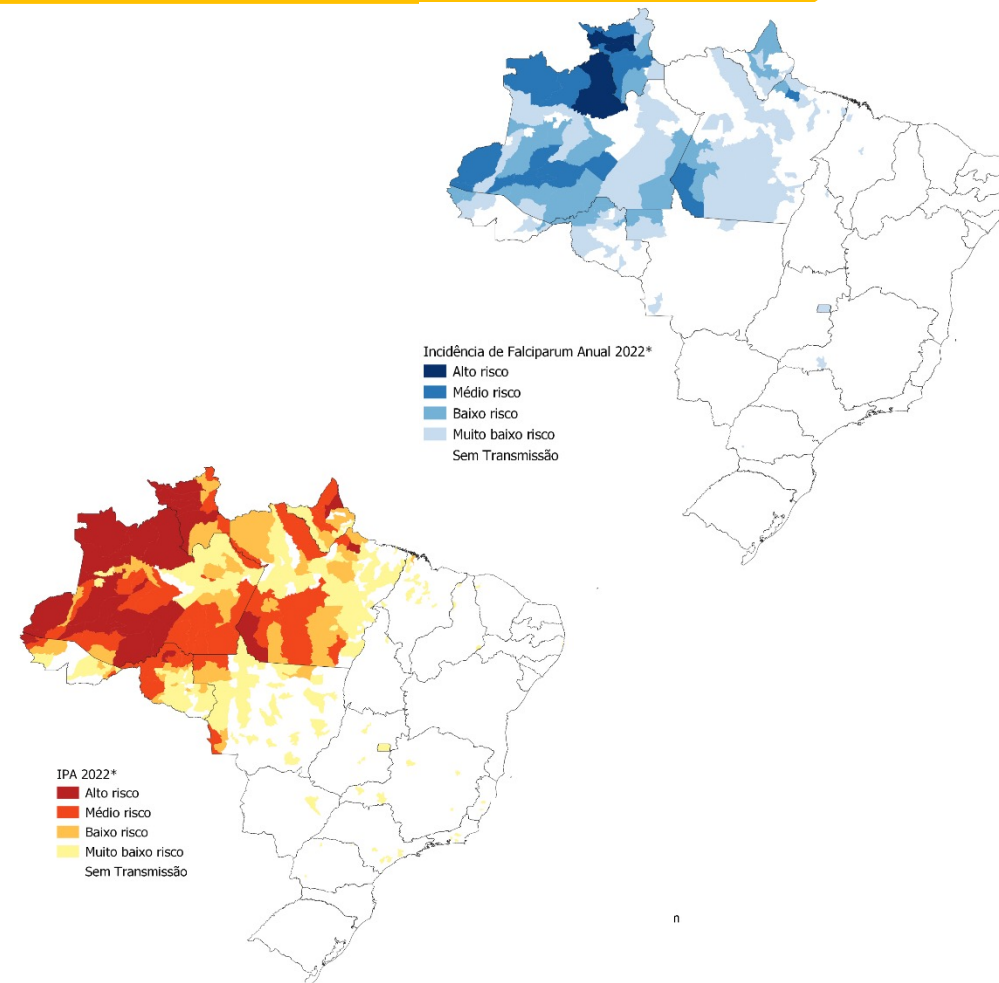 Incidência de Falciparum Anual 2022*
Alto risco
Médio risco
Baixo risco
Muito baixo risco
Sem Transmissão
IPA 2022*
Alto risco
Médio risco
Baixo risco
Muito baixo risco
Sem Transmissão
n